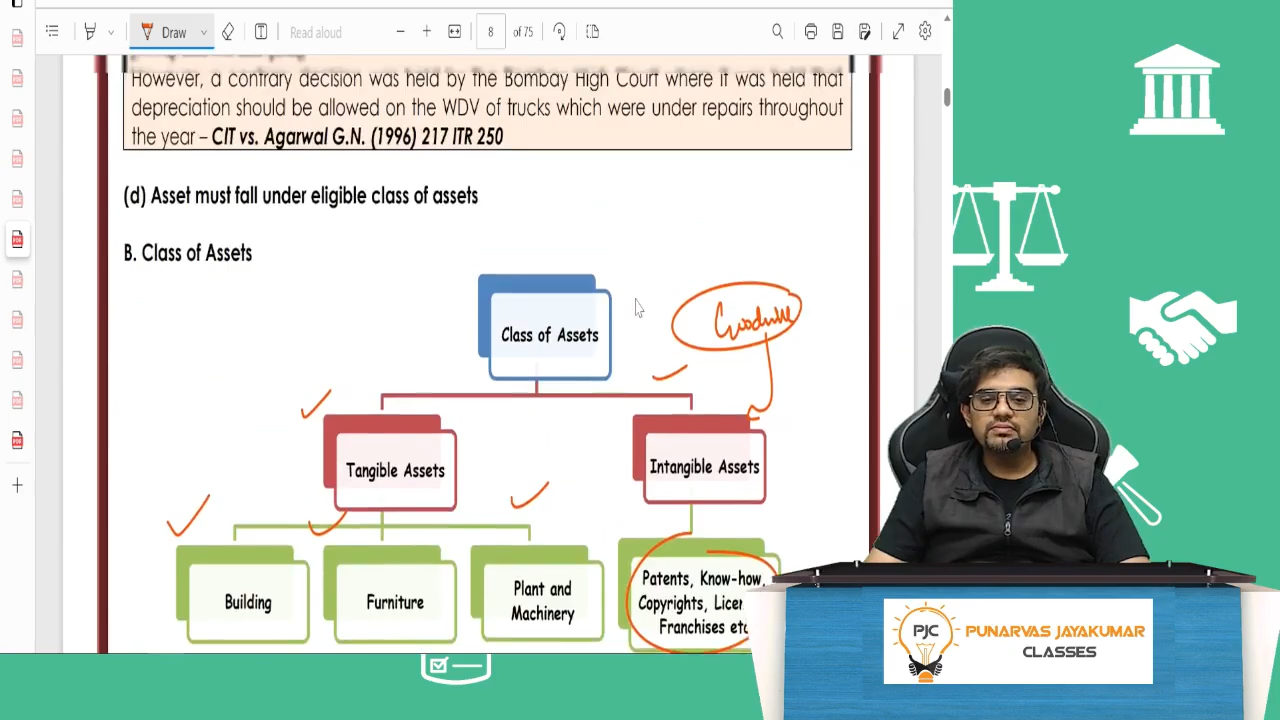 Draw
Read aloud
8
of 75
However, a contrary decision was held by the Bombay High Court where it was held that
depreciation should be allowed on the WDV of trucks which were under repairs throughout
the year – CIT vs. Agarwal G.N. (1996) 217 ITR 250
(d) Asset must fall under eligible class of assets
B. Class of Assets
Class of Assets
Goodwill
Tangible Assets
Intangible Assets
Building
Furniture
Plant and
Machinery
Patents, Know-how,
Copyrights, Licen
Franchises etc
PJC
PUNARVAS JAYAKUMAR
CLASSES